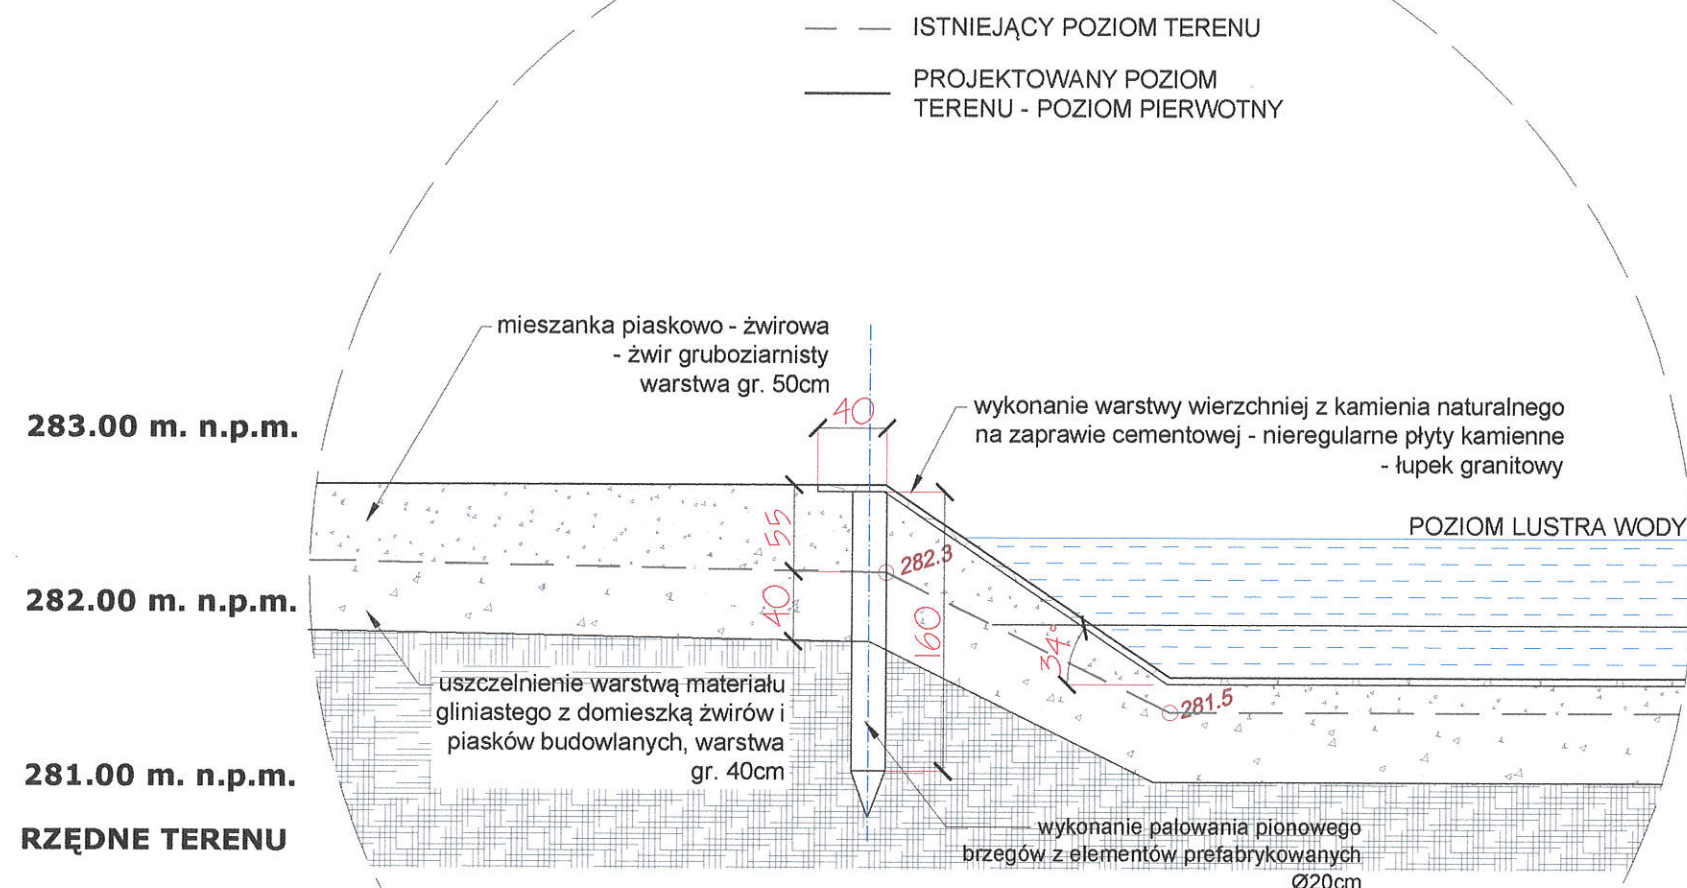 ISTNIEJĄCY POZIOM TERENU
PROJEKTOWANY POZIOM
TERENU - POZIOM PIERWOTNY
mieszanka piaskowo - żwirowa
- żwir gruboziarnisty
warstwa gr. 50cm
40
wykonanie warstwy wierzchniej z kamienia naturalnego
na zaprawie cementowej - nieregularne płyty kamienne
- łupek granitowy
283.00 m. n.p.m.
POZIOM LUSTRA WODY
55
282.3
282.00 m. n.p.m.
40
160
34°
281.5
uszczelnienie warstwą materiału
gliniastego z domieszką żwirów i
piasków budowlanych, warstwa
gr. 40cm
281.00 m. n.p.m.
RZĘDNE TERENU
wykonanie palowania pionowego
brzegów z elementów prefabrykowanych
Ø20cm